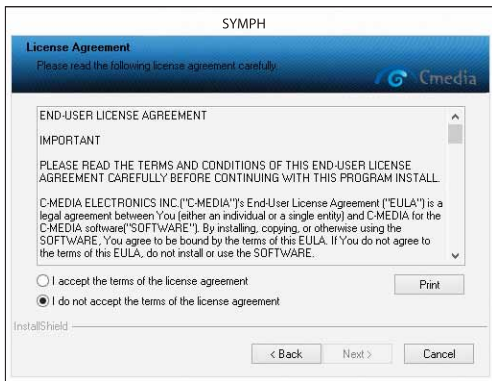 SYMPH
License Agreement
Please read the following license agreement carefully.
Cmedia
END-USER LICENSE AGREEMENT
IMPORTANT
PLEASE READ THE TERMS AND CONDITIONS OF THIS END-USER LICENSE
AGREEMENT CAREFULLY BEFORE CONTINUING WITH THIS PROGRAM INSTALL.
C-MEDIA ELECTRONICS INC.("C-MEDIA")'s End-User License Agreement ("EULA") is a
legal agreement between You (either an individual or a single entity) and C-MEDIA for the
C-MEDIA software("SOFTWARE"). By installing, copying, or otherwise using the
SOFTWARE, You agree to be bound by the terms of this EULA. If You do not agree to
the terms of this EULA, do not install or use the SOFTWARE.
I accept the terms of the license agreement
Print
I do not accept the terms of the license agreement
InstallShield
< Back Next > Cancel